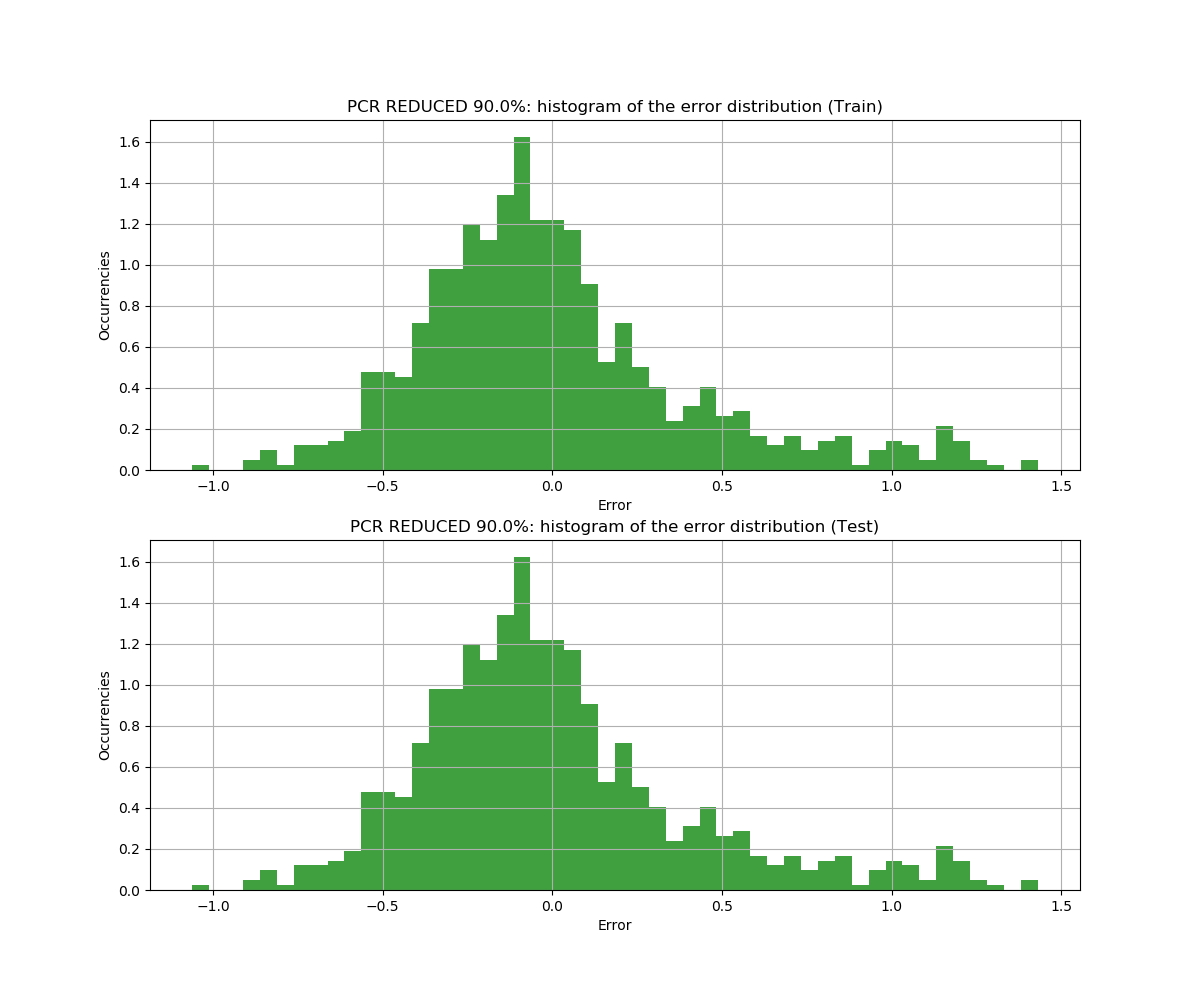 PCR REDUCED 90.0%: histogram of the error distribution (Train)
1.6
1.4
1.2
1.0
0.8
0.6
0.4
0.2
0.0
Occurrencies
−1.0 −0.5 0.0 0.5 1.0 1.5
Error
PCR REDUCED 90.0%: histogram of the error distribution (Test)
1.6
1.4
1.2
1.0
0.8
0.6
0.4
0.2
0.0
Occurrencies
−1.0 −0.5 0.0 0.5 1.0 1.5
Error